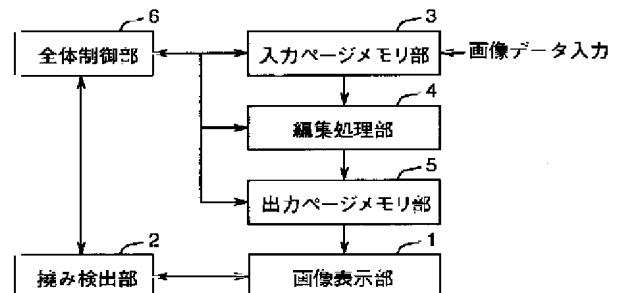 6
全体制御部
3
入力ページメモリ部
画像データ入力
4
編集処理部
5
出力ページメモリ部
2
撓み検出部
1
画像表示部